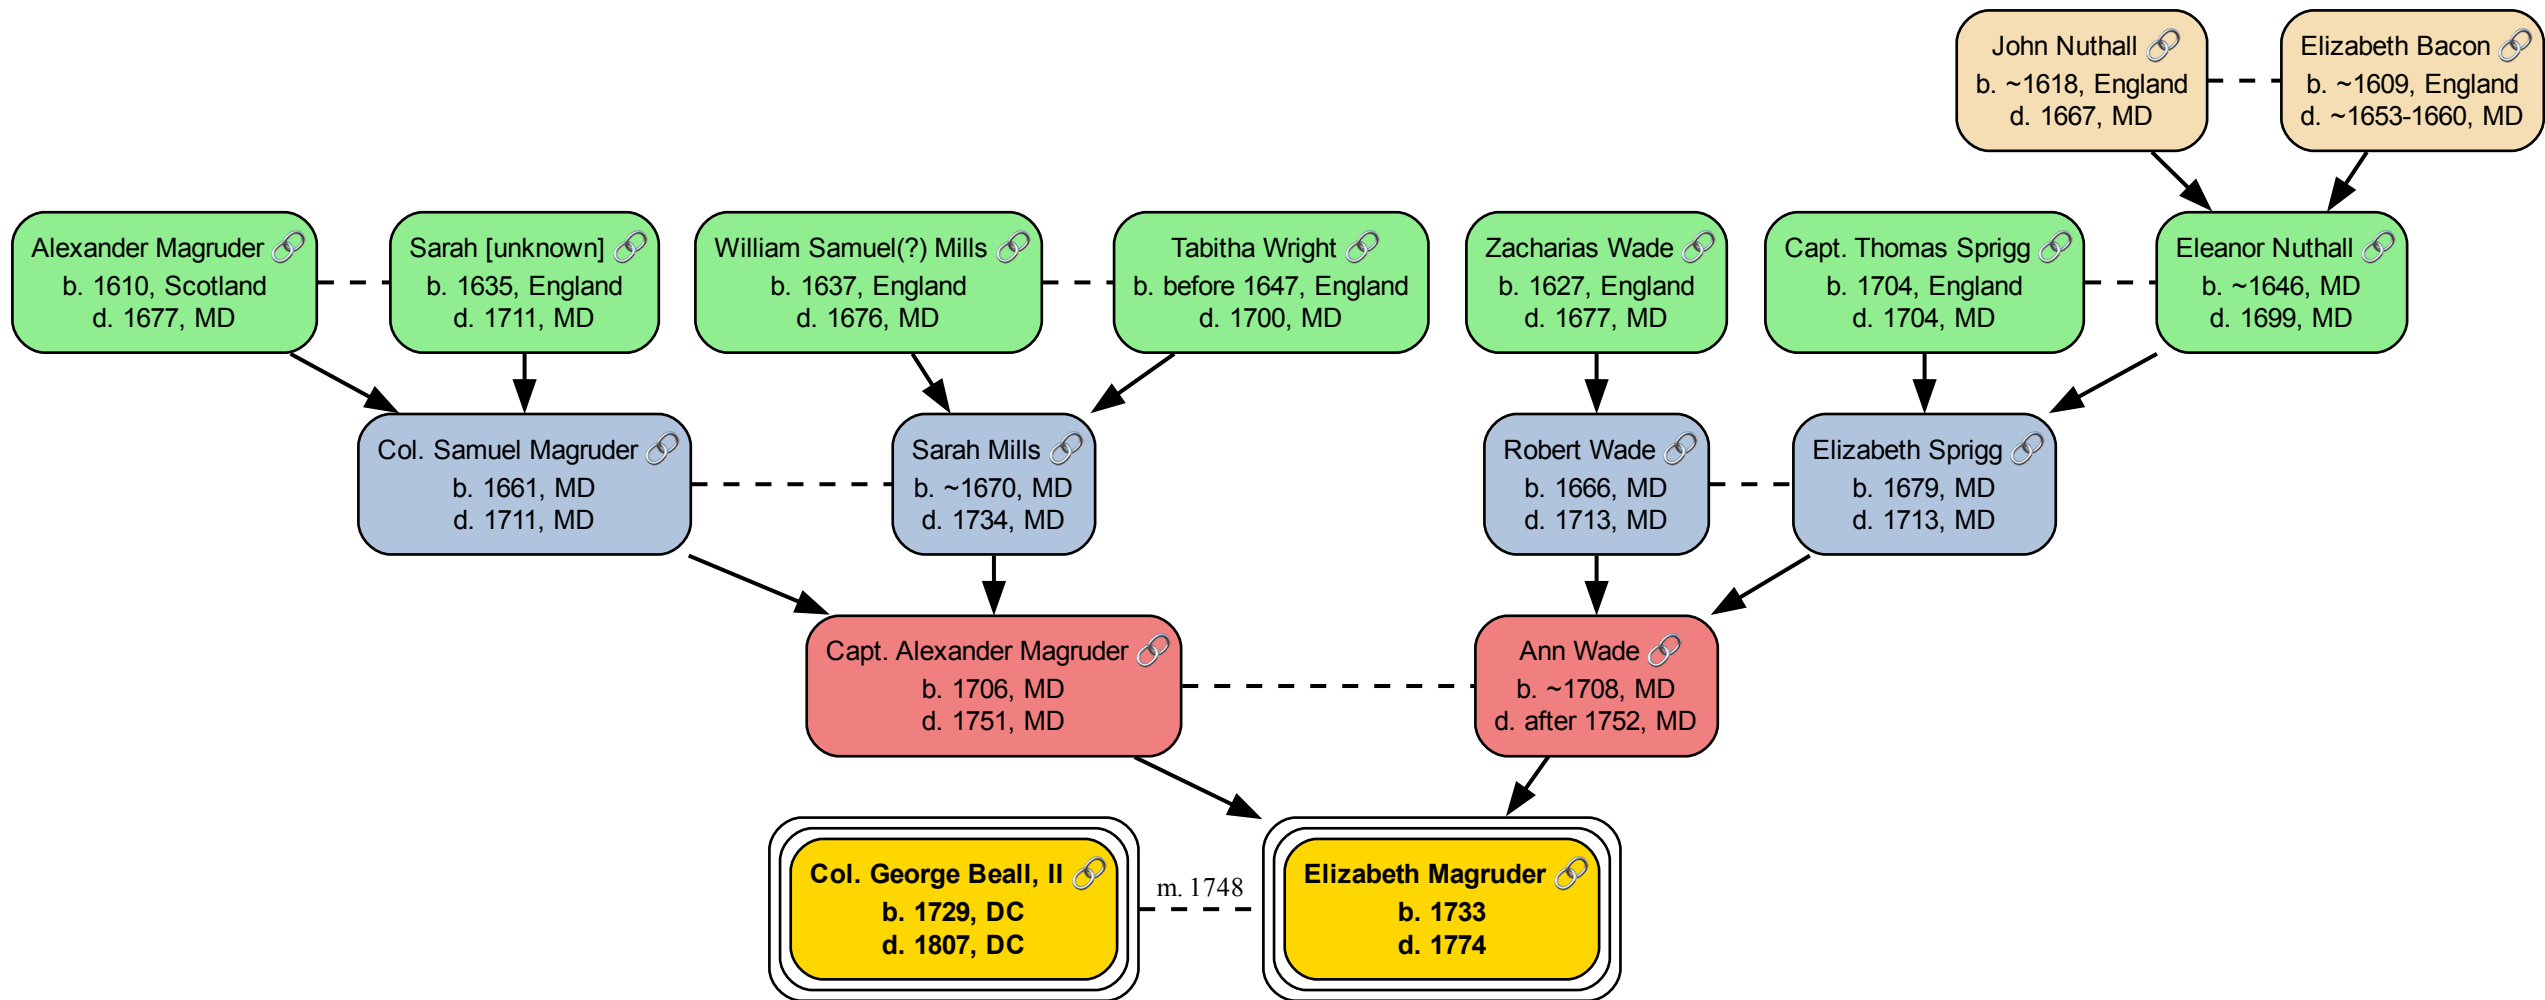 John Nuthall
b. ~1618, England
d. 1667, MD
Elizabeth Bacon
b. ~1609, England
d. ~1653-1660, MD
Alexander Magruder
b. 1610, Scotland
d. 1677, MD
Sarah [unknown]
b. 1635, England
d. 1711, MD
William Samuel(?) Mills
b. 1637, England
d. 1676, MD
Tabitha Wright
b. before 1647, England
d. 1700, MD
Zacharias Wade
b. 1627, England
d. 1677, MD
Capt. Thomas Sprigg
b. 1704, England
d. 1704, MD
Eleanor Nuthall
b. ~1646, MD
d. 1699, MD
Col. Samuel Magruder
b. 1661, MD
d. 1711, MD
Sarah Mills
b. ~1670, MD
d. 1734, MD
Robert Wade
b. 1666, MD
d. 1713, MD
Elizabeth Sprigg
b. 1679, MD
d. 1713, MD
Capt. Alexander Magruder
b. 1706, MD
d. 1751, MD
Ann Wade
b. ~1708, MD
d. after 1752, MD
Col. George Beall, II
b. 1729, DC
d. 1807, DC
m. 1748
Elizabeth Magruder
b. 1733
d. 1774